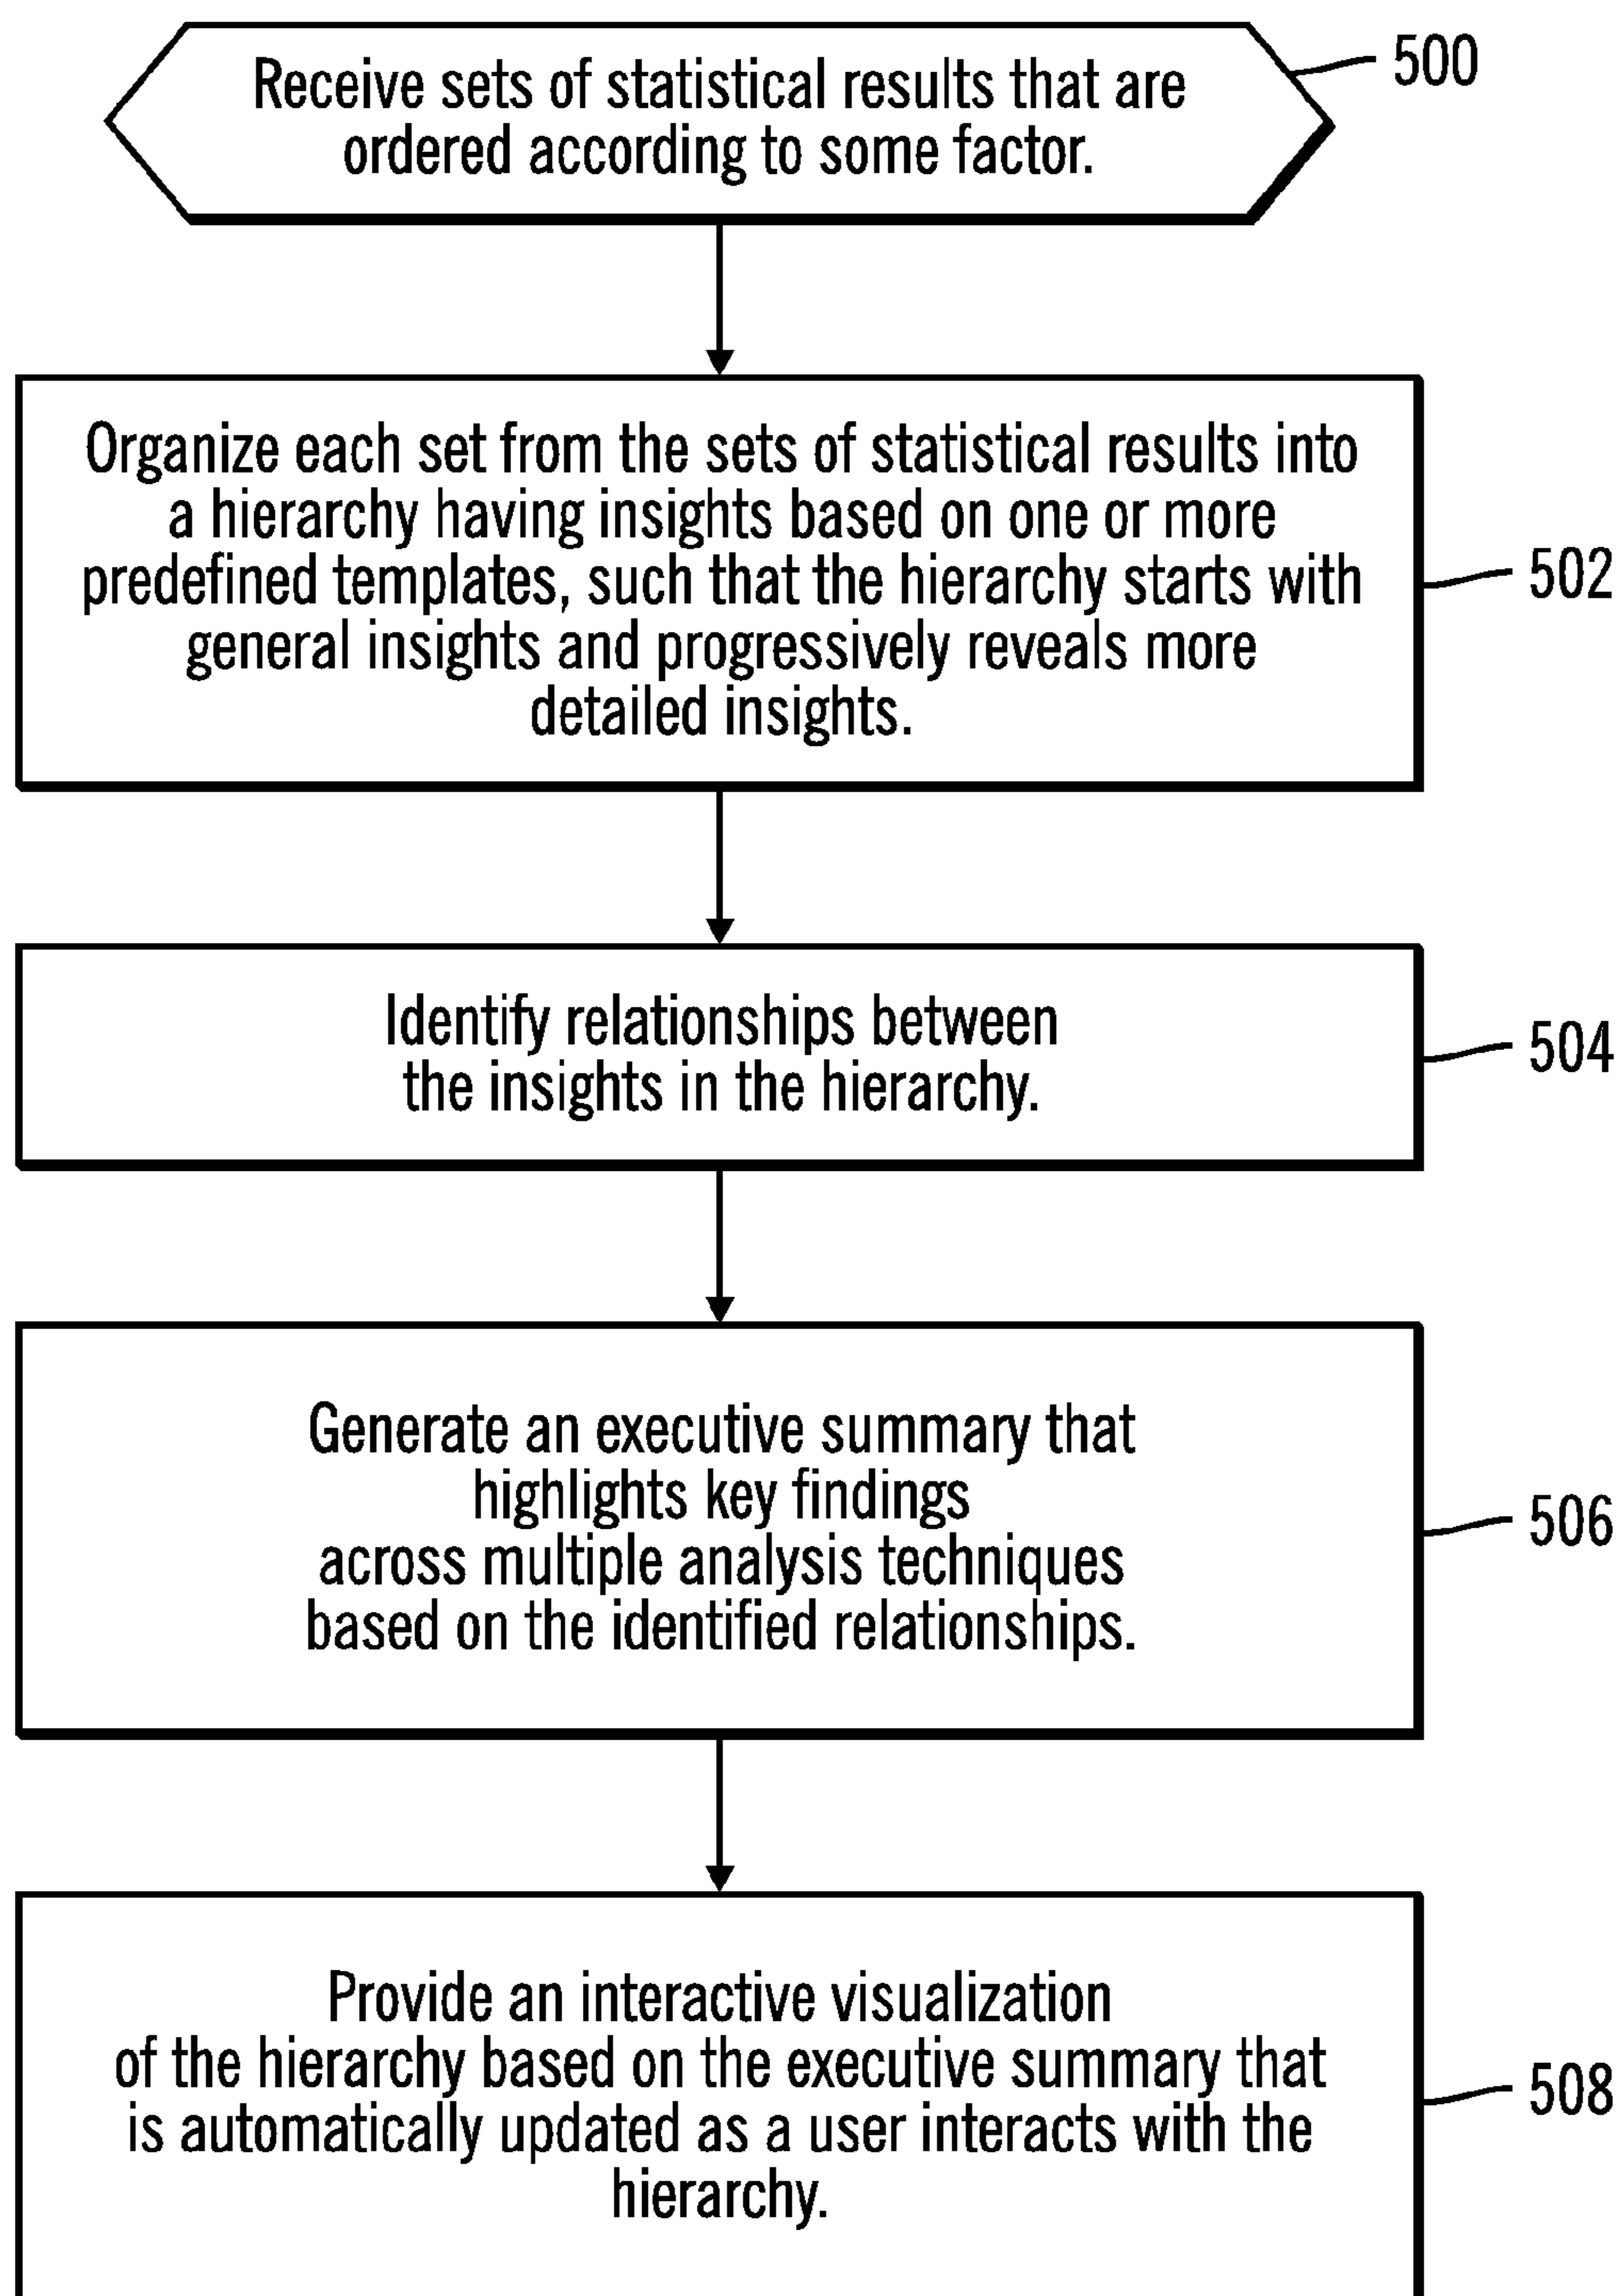 Receive sets of statistical results that are
ordered according to some factor.
500
Organize each set from the sets of statistical results into
a hierarchy having insights based on one or more
predefined templates, such that the hierarchy starts with
general insights and progressively reveals more
detailed insights.
502
Identify relationships between
the insights in the hierarchy.
504
Generate an executive summary that
highlights key findings
across multiple analysis techniques
based on the identified relationships.
506
Provide an interactive visualization
of the hierarchy based on the executive summary that
is automatically updated as a user interacts with the
hierarchy.
508